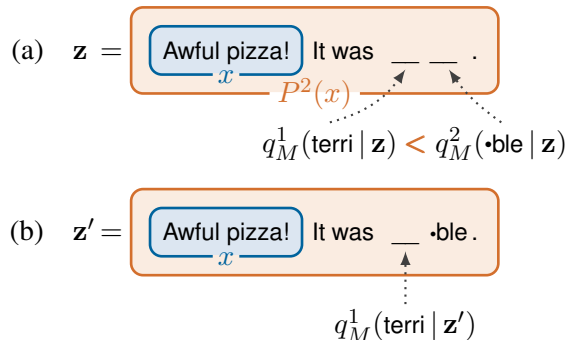 (a) z = Awful pizza! It was __ __ .
x
P²(x)
q¹_M(terri | z) < q²_M(•ble | z)
(b) z′ = Awful pizza! It was __ •ble .
x
q¹_M(terri | z′)